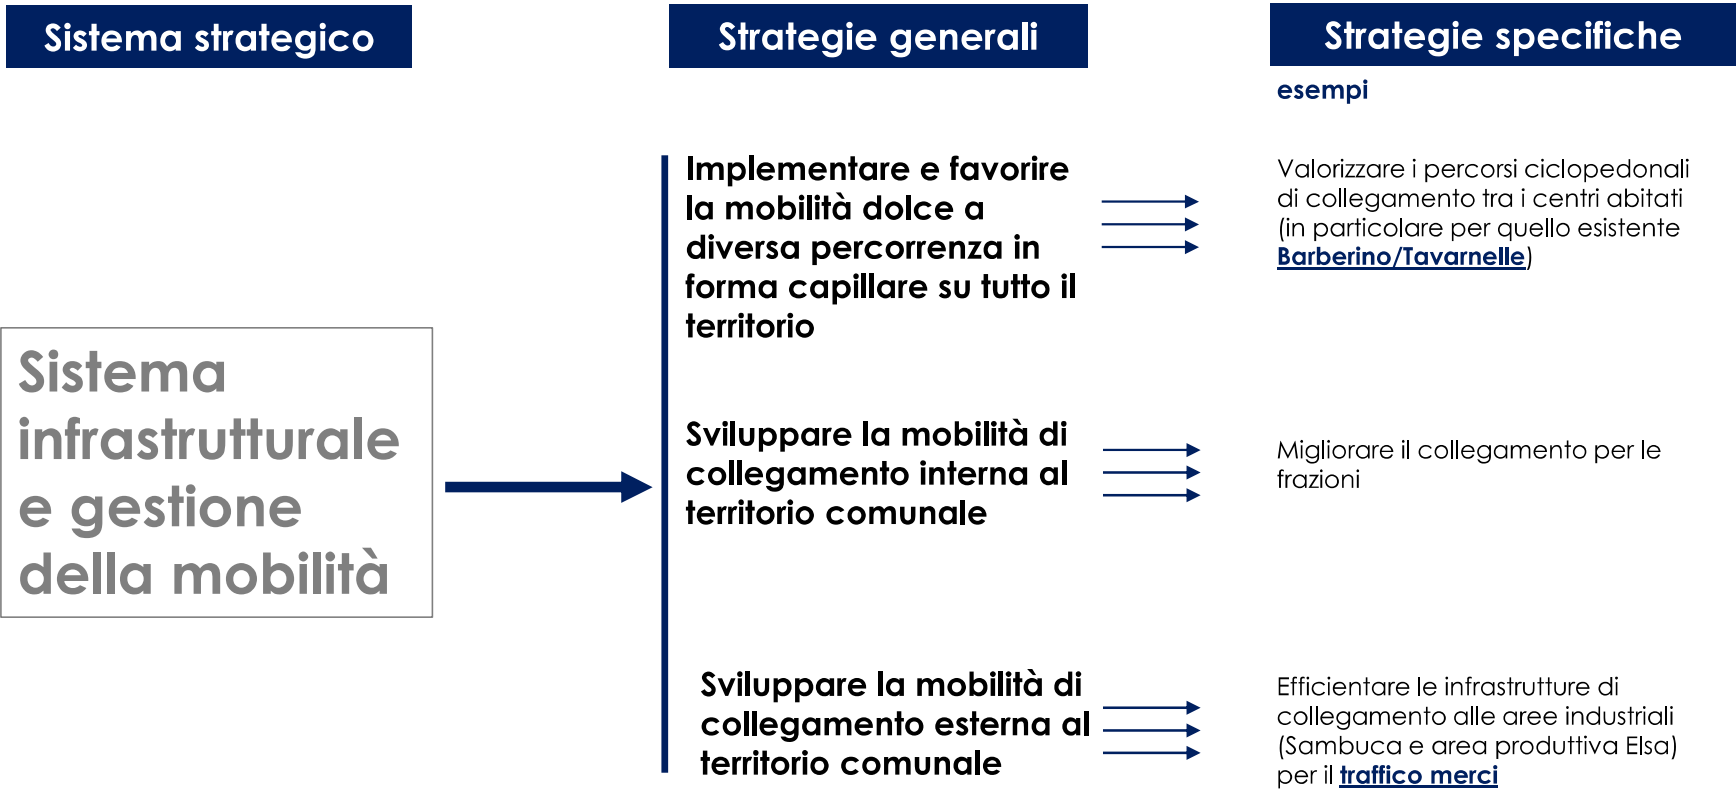 Sistema strategico
Strategie generali
Strategie specifiche
esempi
Sistema
infrastrutturale
e gestione
della mobilità
Implementare e favorire
la mobilità dolce a
diversa percorrenza in
forma capillare su tutto il
territorio
Valorizzare i percorsi ciclopedonali
di collegamento tra i centri abitati
(in particolare per quello esistente
Barberino/Tavarnelle)
Sviluppare la mobilità di
collegamento interna al
territorio comunale
Migliorare il collegamento per le
frazioni
Sviluppare la mobilità di
collegamento esterna al
territorio comunale
Efficientare le infrastrutture di
collegamento alle aree industriali
(Sambuca e area produttiva Elsa)
per il traffico merci